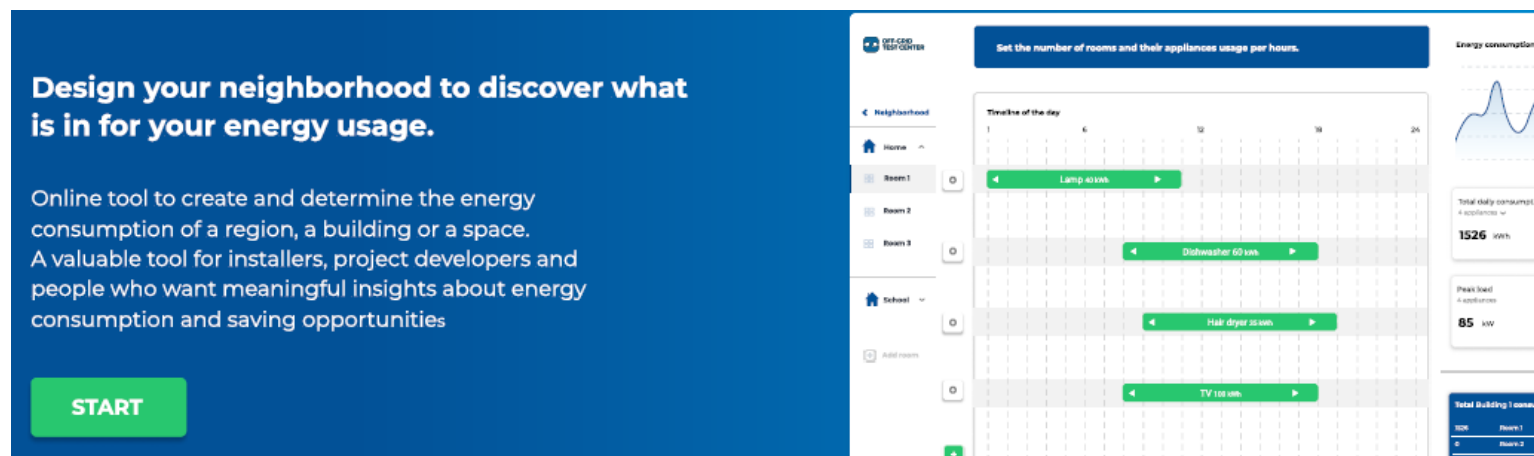 Design your neighborhood to discover what
is in for your energy usage.
Online tool to create and determine the energy
consumption of a region, a building or a space.
A valuable tool for installers, project developers and
people who want meaningful insights about energy
consumption and saving opportunities
START
OFF-GRID
TEST CENTER
Set the number of rooms and their appliances usage per hours.
Neighborhood
Home
Room 1
Room 2
Room 3
School
Add room
Timeline of the day
1 6 12 18 24
Lamp 40 kWh
Dishwasher 60 kWh
Hair dryer 25 kWh
TV 100 kWh
Energy consumption
Total daily consumpt
4 appliances
1526 kWh
Peak load
4 appliances
85 kW
Total Building 1 consu
1526 Room 1
0 Room 2